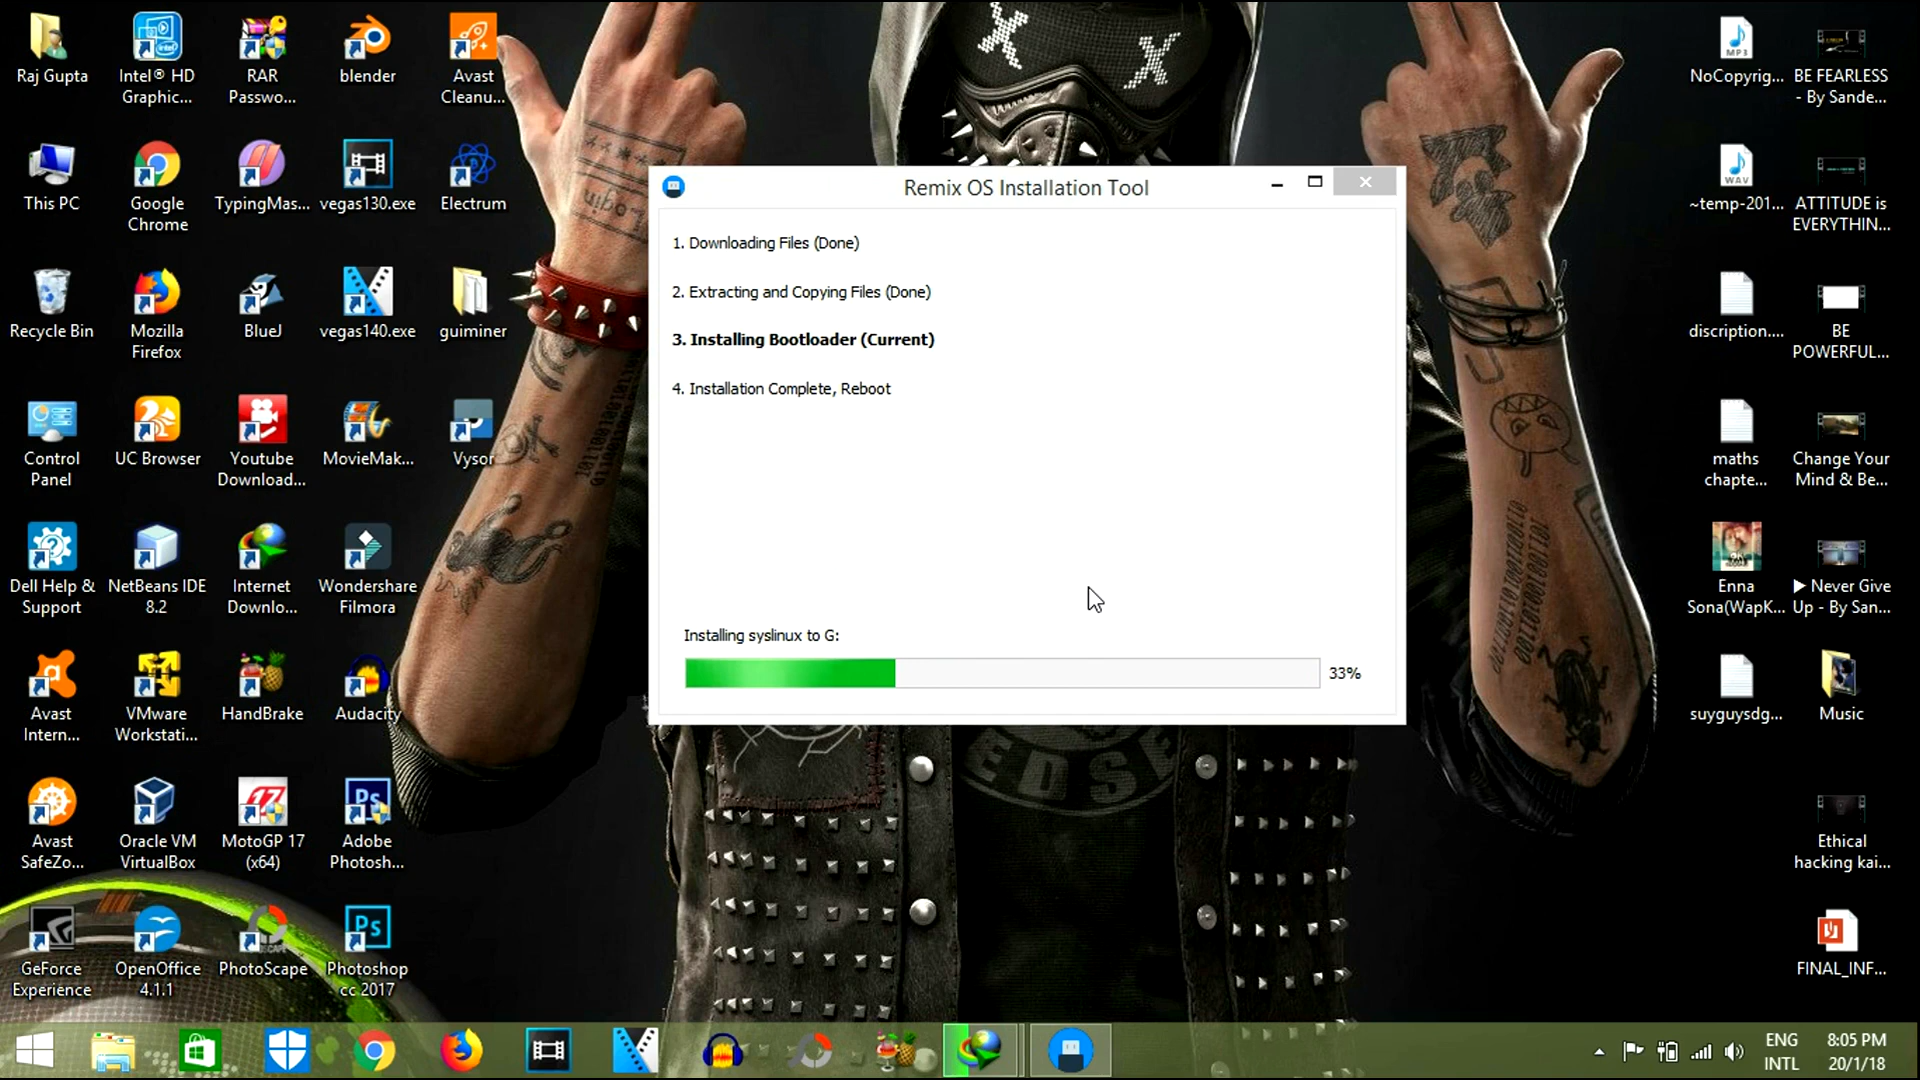 Raj Gupta
Intel® HD
Graphic...
RAR
Passwo...
blender
Avast
Cleanu...
This PC
Google
Chrome
TypingMas...
vegas130.exe
Electrum
Recycle Bin
Mozilla
Firefox
BlueJ
vegas140.exe
guiminer
Control
Panel
UC Browser
Youtube
Download...
MovieMak...
Vysor
Dell Help &
Support
NetBeans IDE
8.2
Internet
Downlo...
Wondershare
Filmora
Avast
Intern...
VMware
Workstati...
HandBrake
Audacity
Avast
SafeZo...
Oracle VM
VirtualBox
MotoGP 17
(x64)
Adobe
Photosh...
GeForce
Experience
OpenOffice
4.1.1
PhotoScape
Photoshop
cc 2017
Remix OS Installation Tool
1. Downloading Files (Done)
2. Extracting and Copying Files (Done)
3. Installing Bootloader (Current)
4. Installation Complete, Reboot
Installing syslinux to G:
33%
Login
EDSE
NoCopyrig...
BE FEARLESS
- By Sande...
~temp-201...
ATTITUDE is
EVERYTHIN...
discription....
BE
POWERFUL...
maths
chapte...
Change Your
Mind & Be...
Enna
Sona(WapK...
▶ Never Give
Up - By San...
suyguysdg...
Music
Ethical
hacking kai...
FINAL_INF...
MP3
WAV
Ps
Ps
17
ENG
INTL
8:05 PM
20/1/18